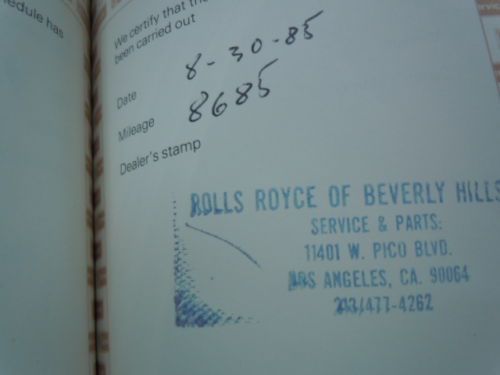 edule has
We certify that the
been carried out
Date 8-30-85
Mileage 8685
Dealer's stamp
ROLLS ROYCE OF BEVERLY HILLS
SERVICE & PARTS:
11401 W. PICO BLVD.
LOS ANGELES, CA. 90064
213/477-4262